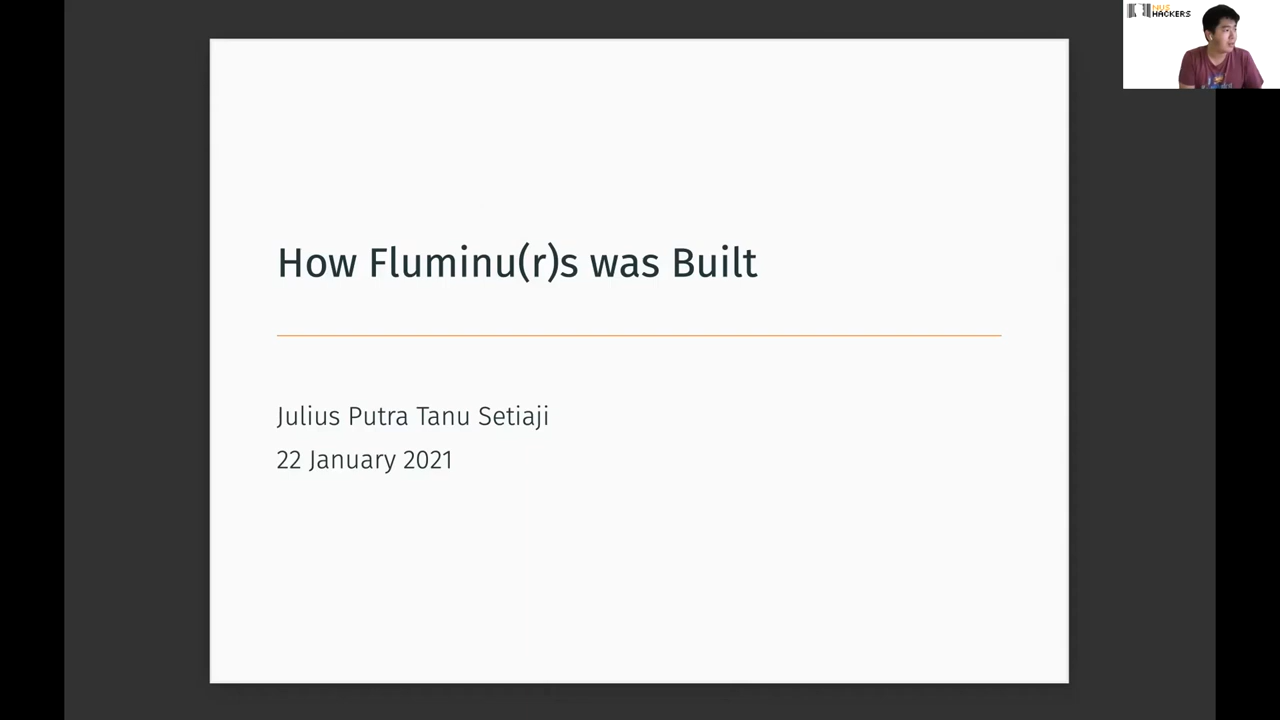 NUS
HACKERS
How Fluminu(r)s was Built
Julius Putra Tanu Setiaji
22 January 2021